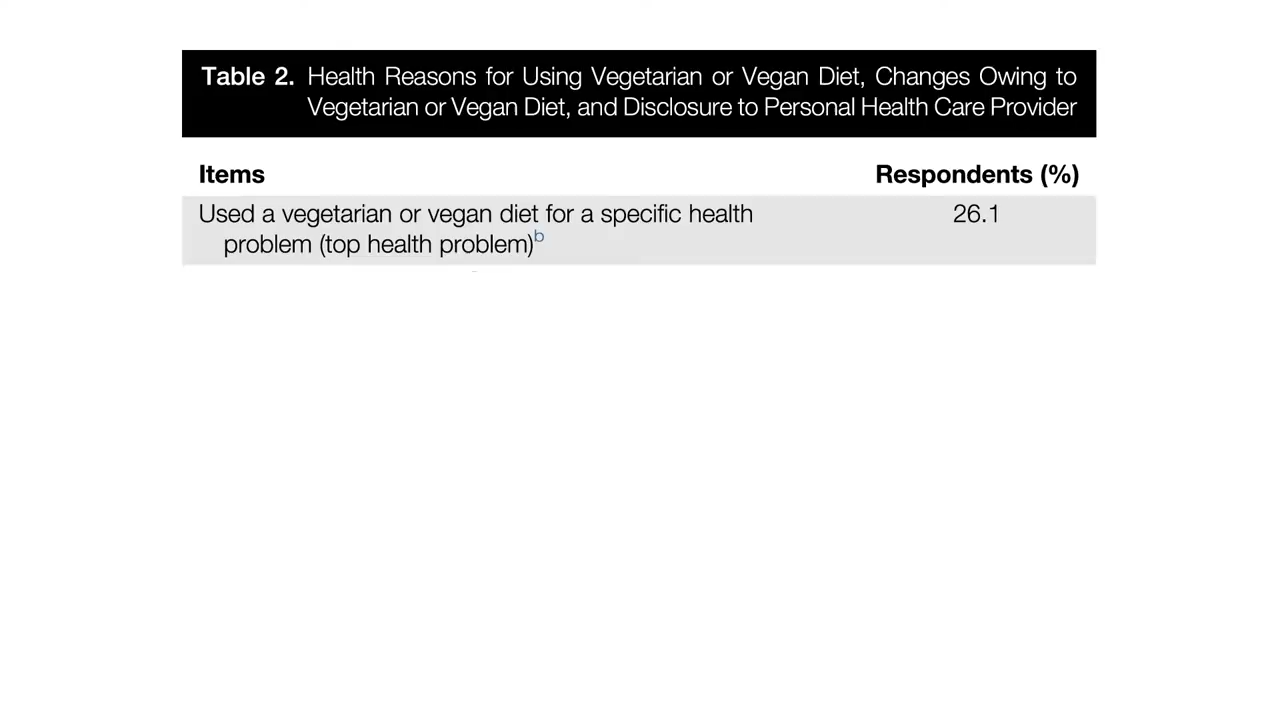 Table 2. Health Reasons for Using Vegetarian or Vegan Diet, Changes Owing to
Vegetarian or Vegan Diet, and Disclosure to Personal Health Care Provider
Items Respondents (%)
Used a vegetarian or vegan diet for a specific health 26.1
problem (top health problem)b